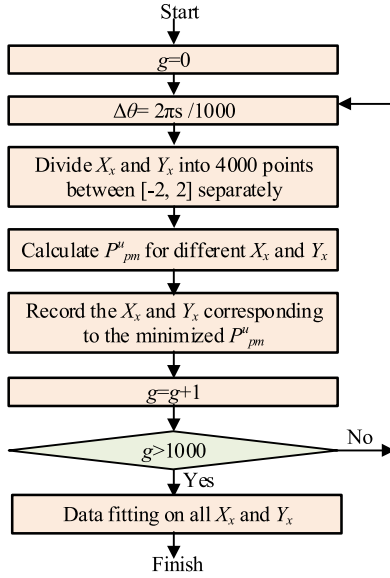 Start
g=0
Δθ= 2πs /1000
Divide Xₓ and Yₓ into 4000 points
between [-2, 2] separately
Calculate Pᵘₚₘ for different Xₓ and Yₓ
Record the Xₓ and Yₓ corresponding
to the minimized Pᵘₚₘ
g=g+1
g>1000
No
Yes
Data fitting on all Xₓ and Yₓ
Finish